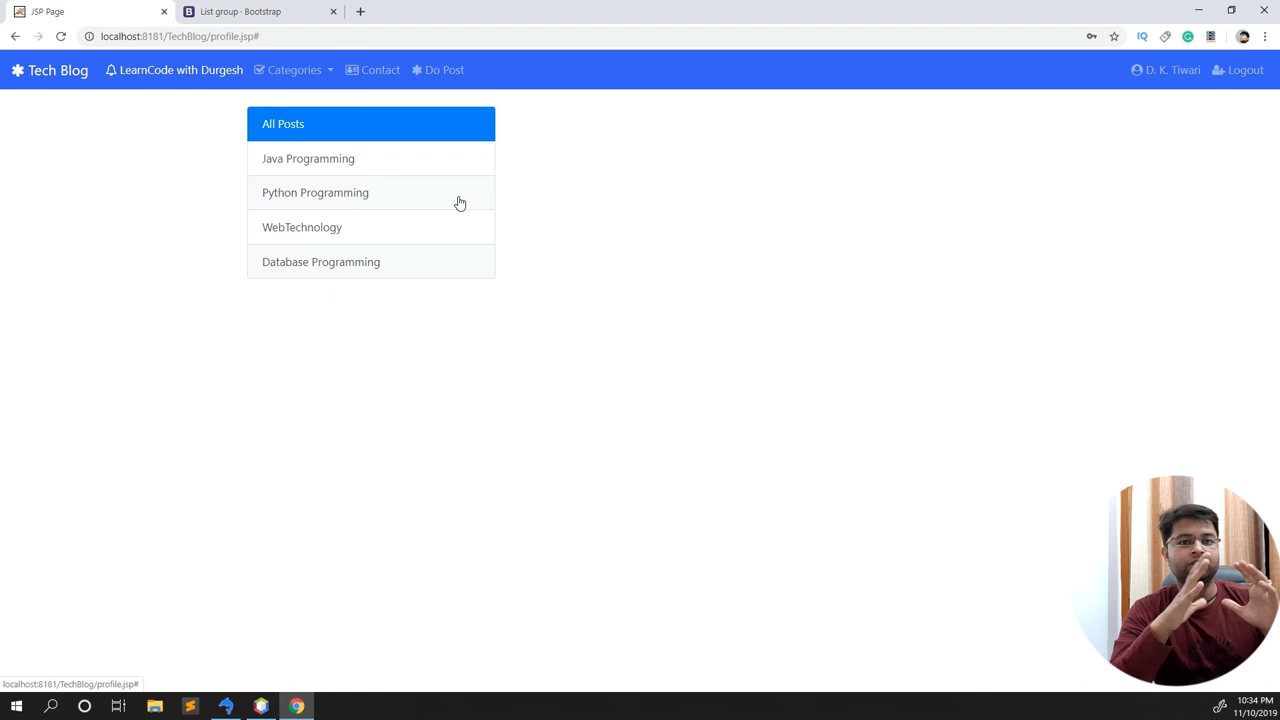 JSP Page
List group · Bootstrap
localhost:8181/TechBlog/profile.jsp#
IQ
Tech Blog
LearnCode with Durgesh
Categories
Contact
Do Post
D. K. Tiwari
Logout
All Posts
Java Programming
Python Programming
WebTechnology
Database Programming
localhost:8181/TechBlog/profile.jsp#
10:34 PM
11/10/2019